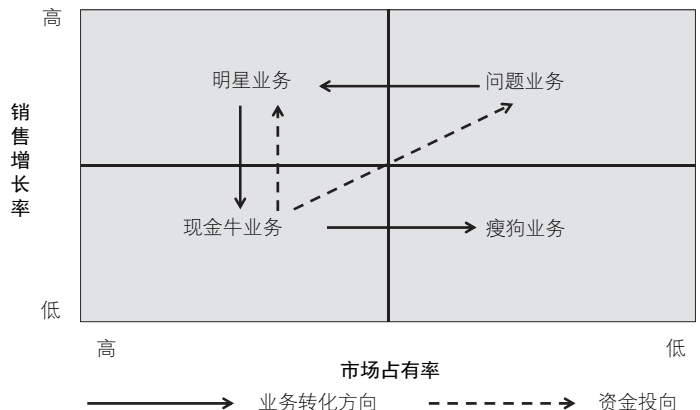 高
明星业务
问题业务
销售增长率
现金牛业务
瘦狗业务
低
高
低
市场占有率
业务转化方向
资金投向